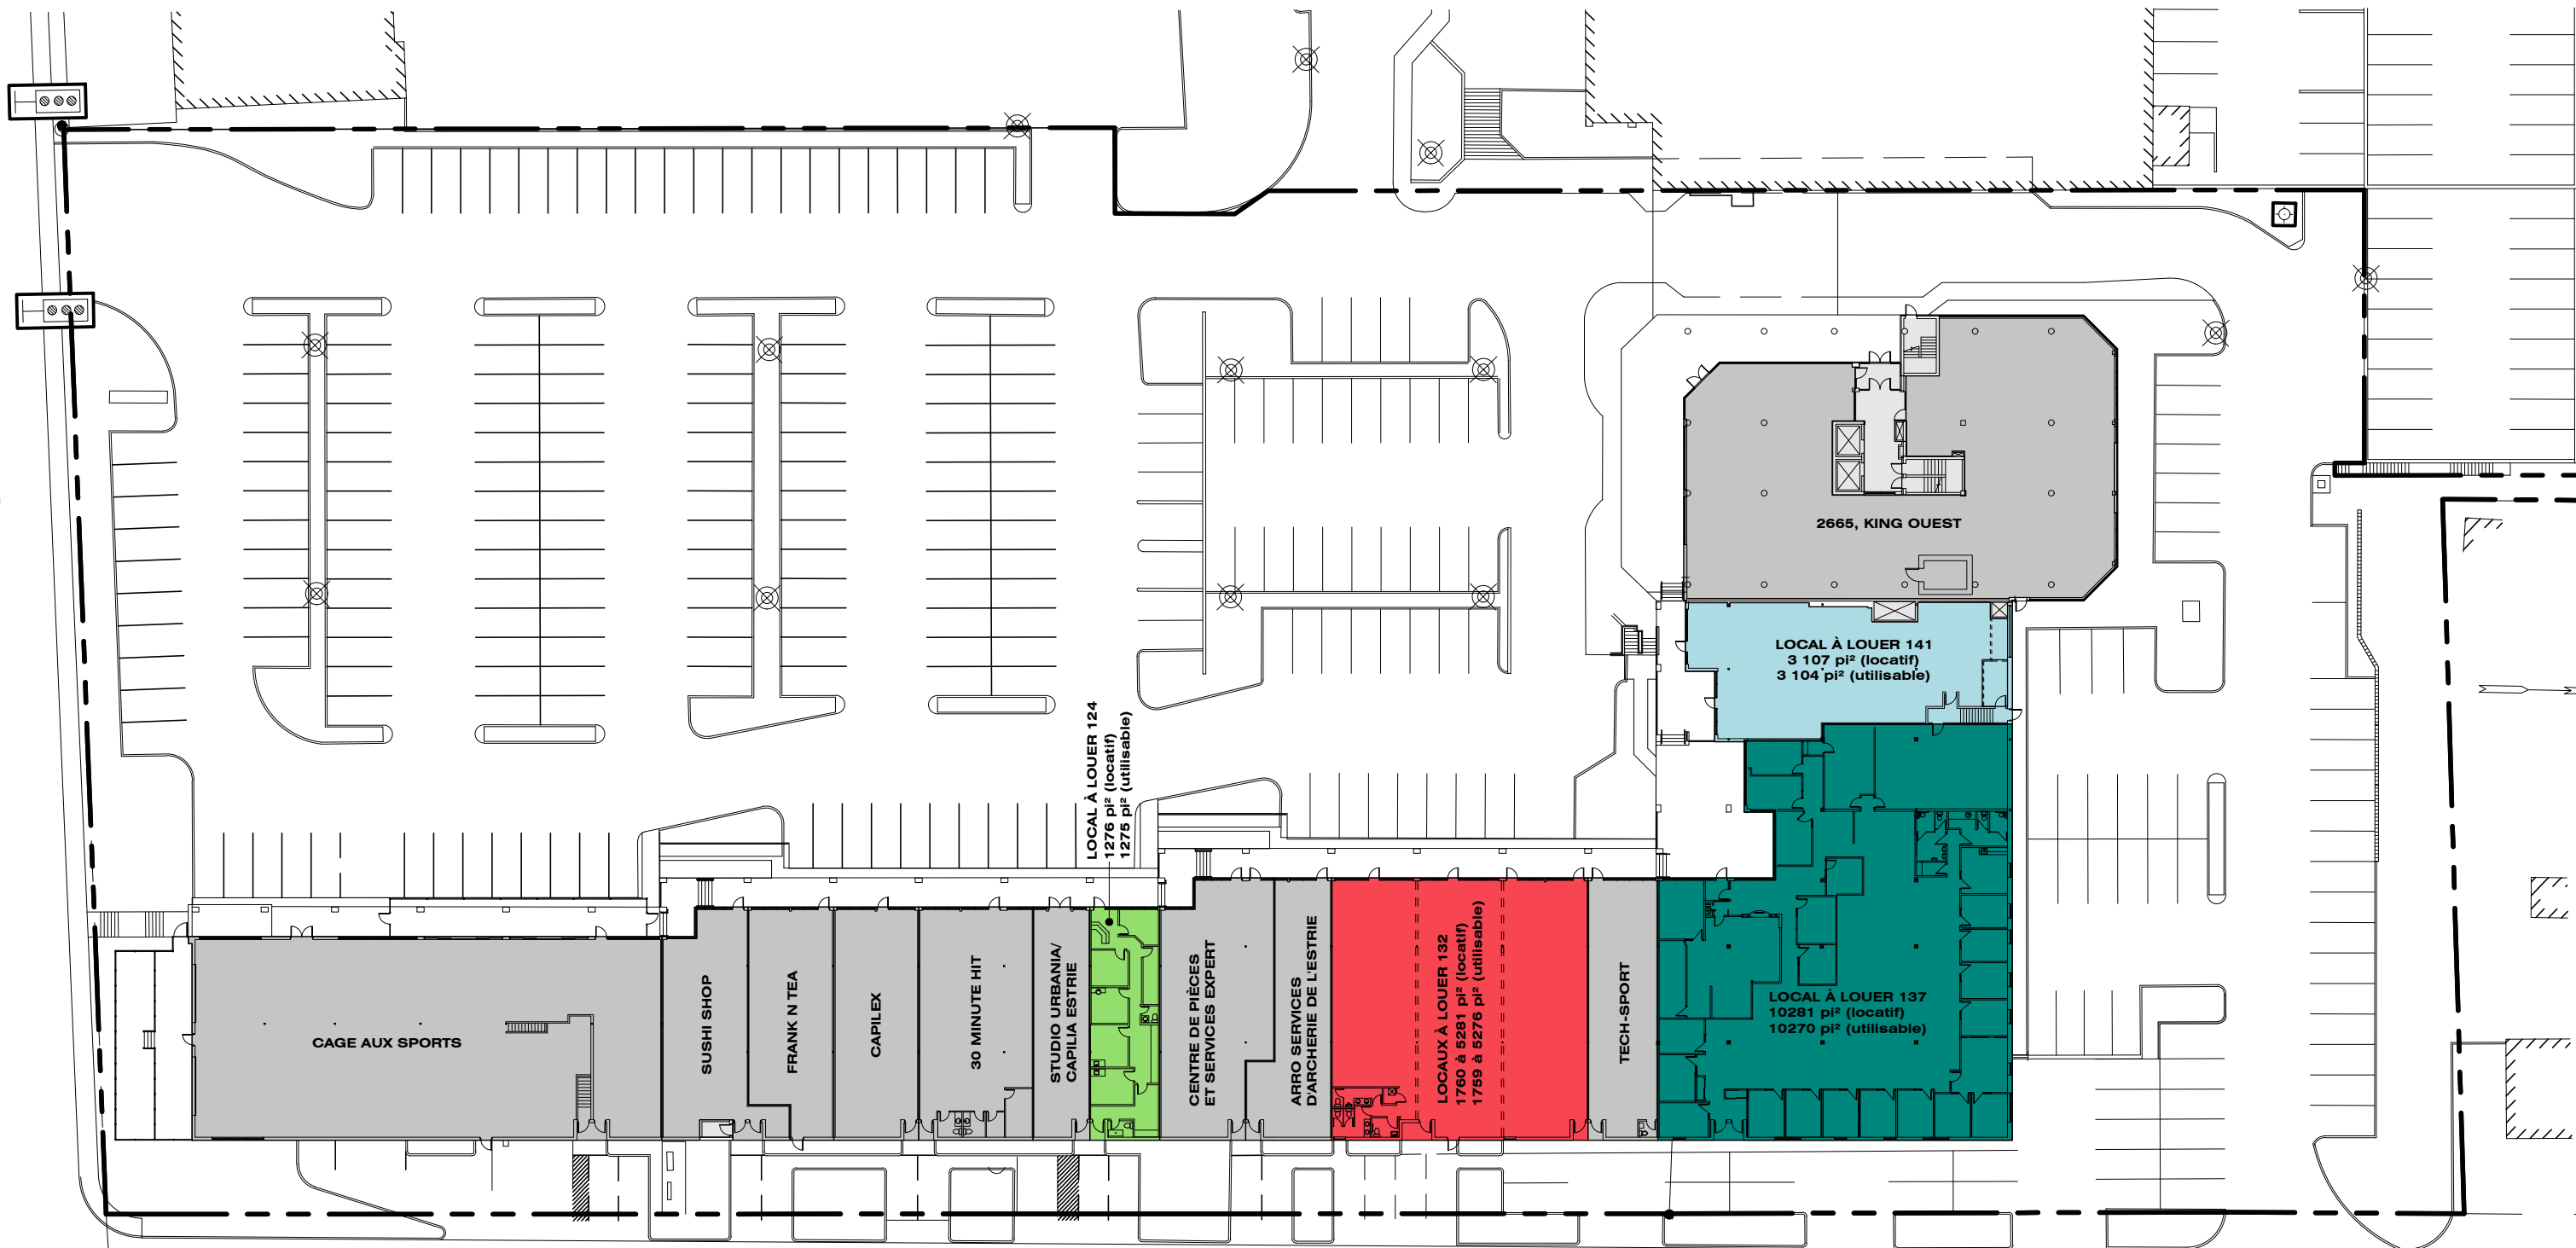 2665, KING OUEST
LOCAL À LOUER 141
3 107 pi² (locatif)
3 104 pi² (utilisable)
LOCAL À LOUER 124
1276 pi² (locatif)
1275 pi² (utilisable)
CAGE AUX SPORTS
SUSHI SHOP
FRANK N TEA
CAPILEX
30 MINUTE HIT
STUDIO URBANIA/
CAPILIA ESTRIE
CENTRE DE PIÈCES
ET SERVICES EXPERT
ARRO SERVICES
D'ARCHERIE DE L'ESTRIE
LOCAUX À LOUER 132
1760 à 5281 pi² (locatif)
1759 à 5276 pi² (utilisable)
TECH-SPORT
LOCAL À LOUER 137
10281 pi² (locatif)
10270 pi² (utilisable)